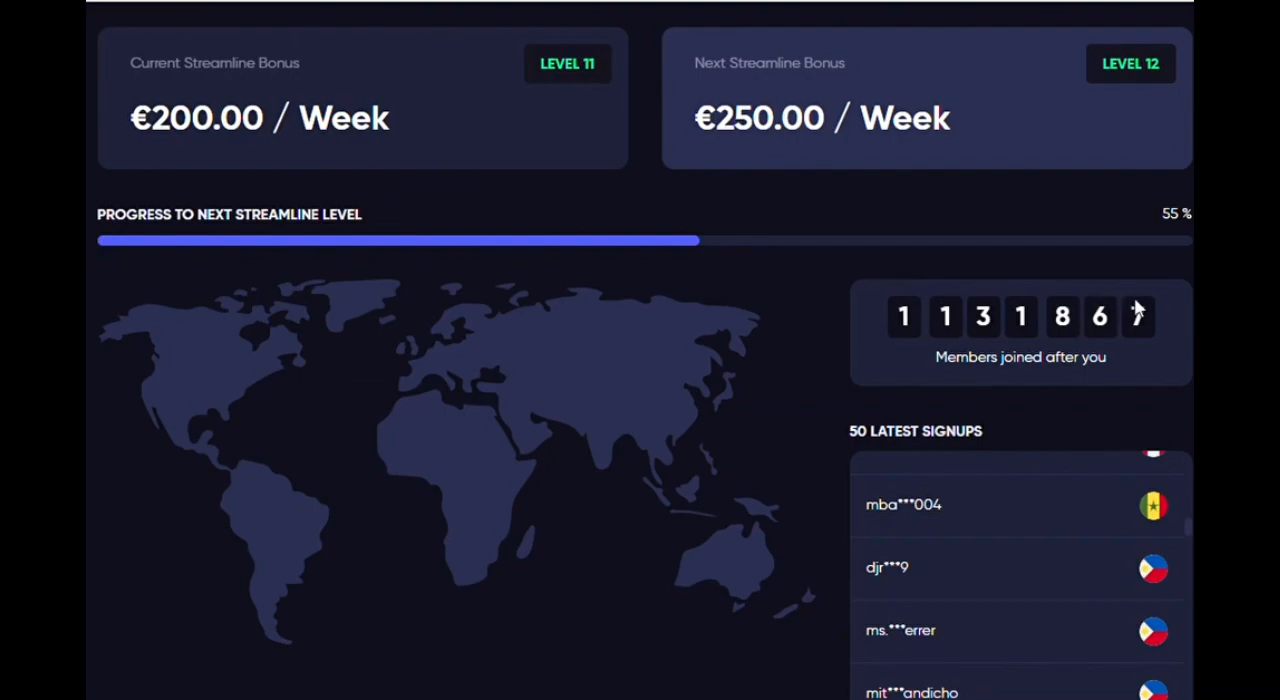 Current Streamline Bonus
LEVEL 11
€200.00 / Week
Next Streamline Bonus
LEVEL 12
€250.00 / Week
PROGRESS TO NEXT STREAMLINE LEVEL
55 %
1 1 3 1 8 6 7
Members joined after you
50 LATEST SIGNUPS
mba***004
djr***9
ms.***errer
mit***andicho